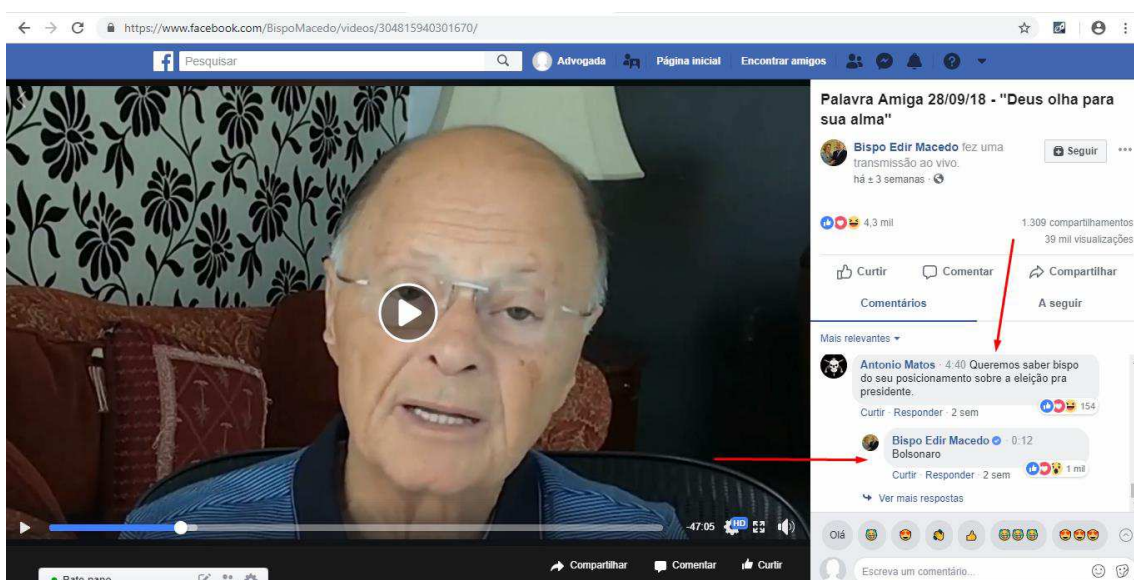 https://www.facebook.com/BispoMacedo/videos/304815940301670/
Pesquisar
Advogada
Página inicial
Encontrar amigos
Palavra Amiga 28/09/18 - "Deus olha para
sua alma"
Bispo Edir Macedo fez uma
transmissão ao vivo.
há ± 3 semanas ·
Seguir
4,3 mil
1.309 compartilhamentos
39 mil visualizações
Curtir
Comentar
Compartilhar
Comentários
A seguir
Mais relevantes
Antonio Matos · 4:40 Queremos saber bispo
do seu posicionamento sobre a eleição pra
presidente.
Curtir · Responder · 2 sem
154
Bispo Edir Macedo · 0:12
Bolsonaro
Curtir · Responder · 2 sem
1 mil
Ver mais respostas
-47:05
HD
Olá
Compartilhar
Comentar
Curtir
Escreva um comentário...